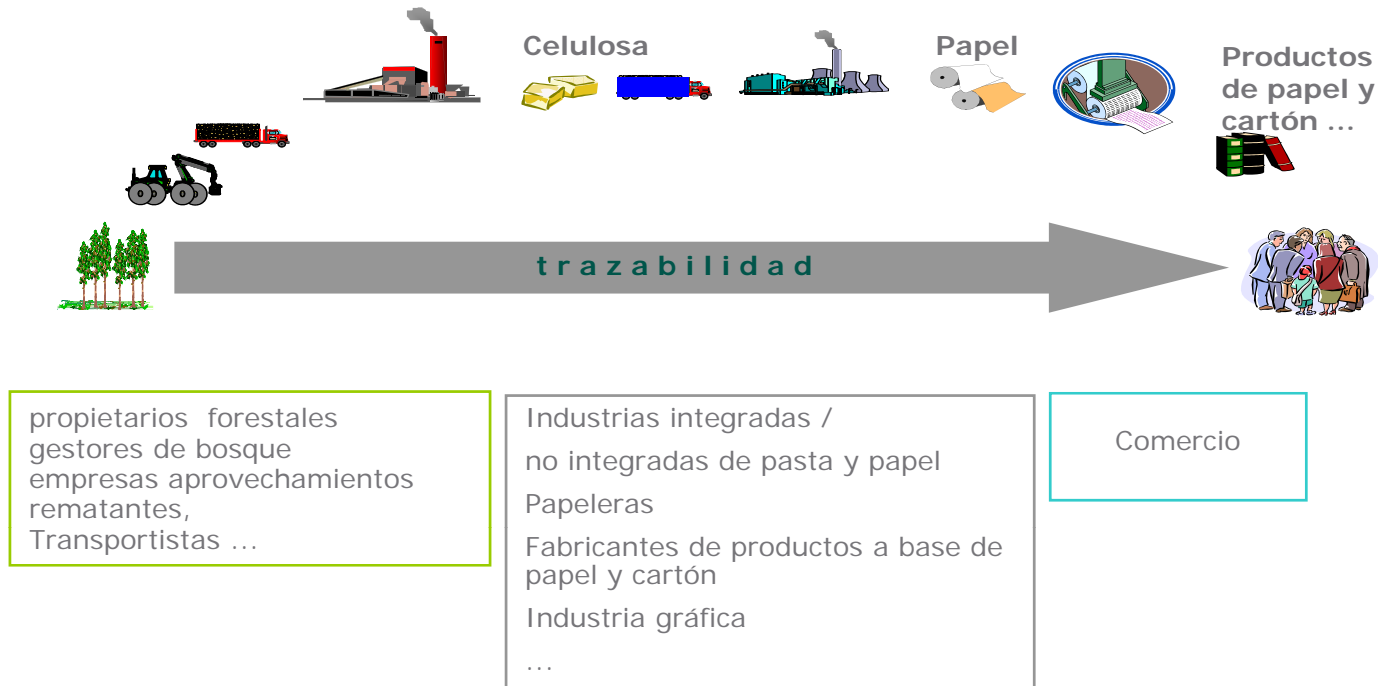 Celulosa
Papel
Productos
de papel y
cartón ...
trazabilidad
propietarios forestales
gestores de bosque
empresas aprovechamientos
rematantes,
Transportistas ...
Industrias integradas /
no integradas de pasta y papel
Papeleras
Fabricantes de productos a base de
papel y cartón
Industria gráfica
...
Comercio